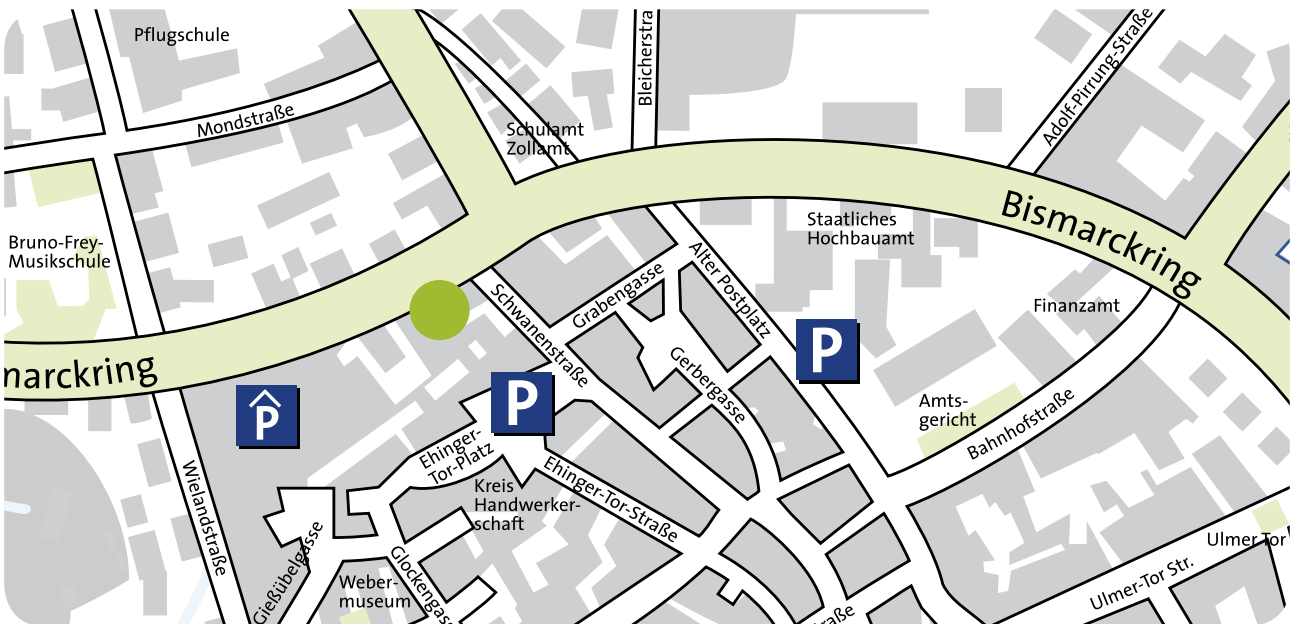 Pflugschule
Mondstraße
Schulamt
Zollamt
Bleicherstra
Adolf-Pirrung-Straße
Bruno-Frey-
Musikschule
Staatliches
Hochbauamt
Bismarckring
Alter Postplatz
Grabengasse
Schwanenstraße
Finanzamt
P
Gerbergasse
marckring
P
P
Amts-
gericht
Bahnhofstraße
Ehinger-
Tor-Platz
Wielandstraße
Kreis
Handwerker-
schaft
Ehinger-Tor-Straße
Gießübelgasse
Weber-
museum
Glockengass
Ulmer Tor
Ulmer-Tor Str.
raße